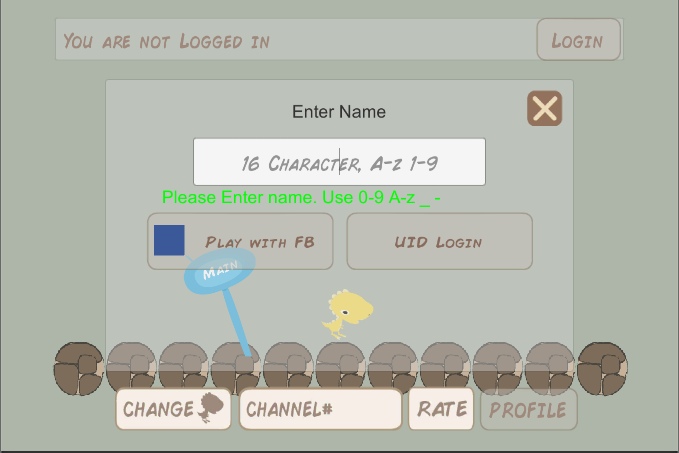 You are not Logged in
Login
Enter Name
16 Character, A-z 1-9
Please Enter name. Use 0-9 A-z _ -
Play with FB
UID Login
Main
CHANGE
CHANNEL#
RATE
PROFILE